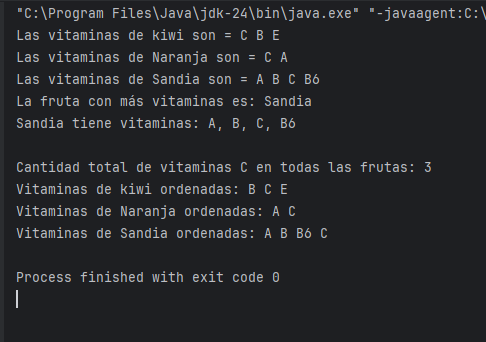 "C:\Program Files\Java\jdk-24\bin\java.exe" "-javaagent:C:\
Las vitaminas de kiwi son = C B E
Las vitaminas de Naranja son = C A
Las vitaminas de Sandia son = A B C B6
La fruta con más vitaminas es: Sandia
Sandia tiene vitaminas: A, B, C, B6
Cantidad total de vitaminas C en todas las frutas: 3
Vitaminas de kiwi ordenadas: B C E
Vitaminas de Naranja ordenadas: A C
Vitaminas de Sandia ordenadas: A B B6 C
Process finished with exit code 0